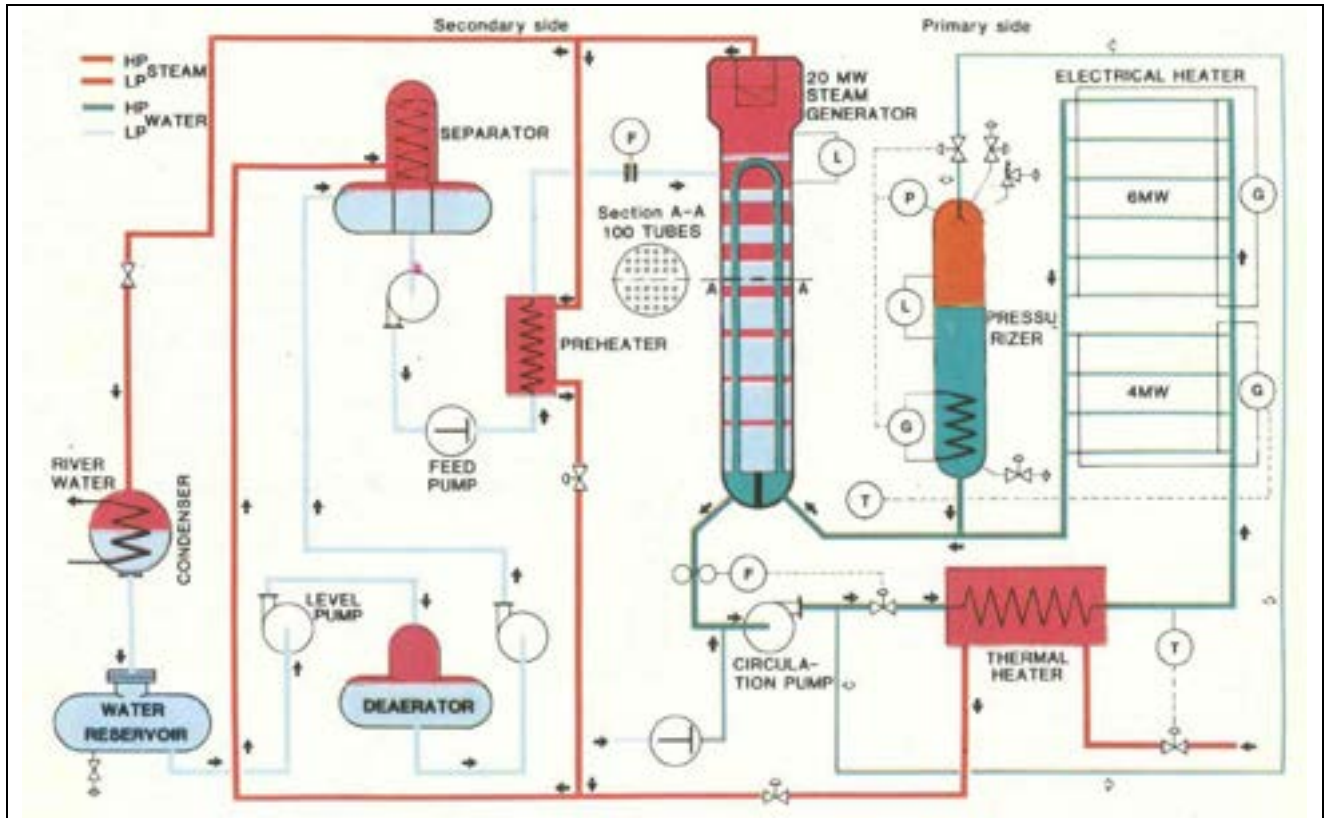 Secondary side
Primary side
HP
STEAM
LP
HP
WATER
LP
SEPARATOR
F
20 MW
STEAM
GENERATOR
L
ELECTRICAL HEATER
Section A-A
100 TUBES
A
A
P
6MW
G
L
PRESSU
RIZER
PREHEATER
4MW
G
G
FEED
PUMP
RIVER
WATER
CONDENSER
T
LEVEL
PUMP
F
CIRCULA-
TION PUMP
THERMAL
HEATER
T
WATER
RESERVOIR
DEAERATOR